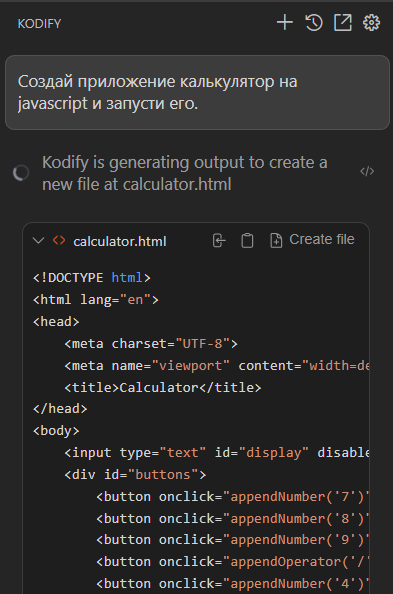 KODIFY
Создай приложение калькулятор на
javascript и запусти его.
Kodify is generating output to create a
new file at calculator.html
calculator.html Create file
<!DOCTYPE html>
<html lang="en">
<head>
<meta charset="UTF-8">
<meta name="viewport" content="width=de
<title>Calculator</title>
</head>
<body>
<input type="text" id="display" disable
<div id="buttons">
<button onclick="appendNumber('7')"
<button onclick="appendNumber('8')"
<button onclick="appendNumber('9')"
<button onclick="appendOperator('/'
<button onclick="appendNumber('4')"